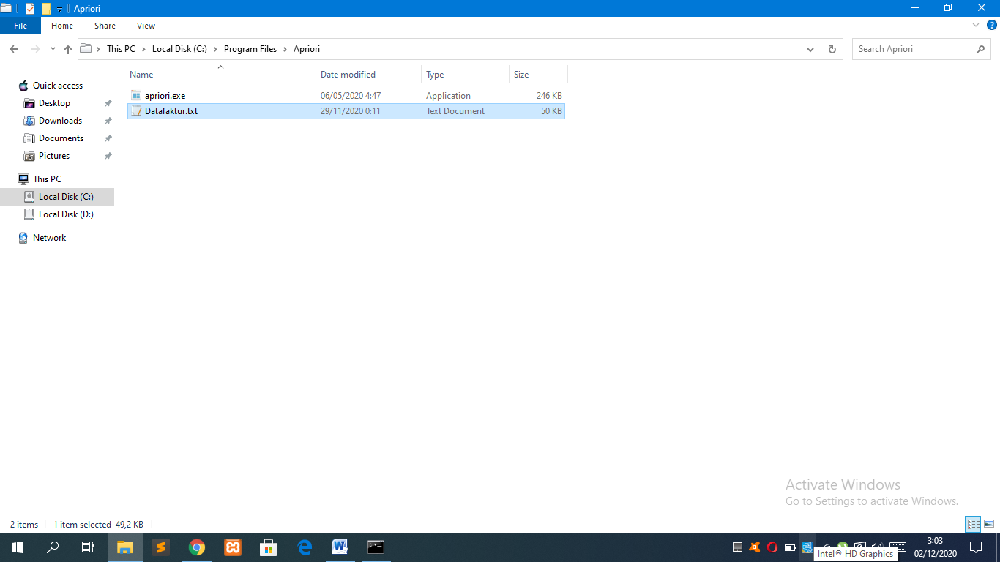 Apriori
File Home Share View
This PC Local Disk (C:) Program Files Apriori
Search Apriori
Name Date modified Type Size
apriori.exe 06/05/2020 4:47 Application 246 KB
Datafaktur.txt 29/11/2020 0:11 Text Document 50 KB
Quick access
Desktop
Downloads
Documents
Pictures
This PC
Local Disk (C:)
Local Disk (D:)
Network
Activate Windows
Go to Settings to activate Windows.
2 items 1 item selected 49,2 KB
Intel® HD Graphics
3:03
02/12/2020